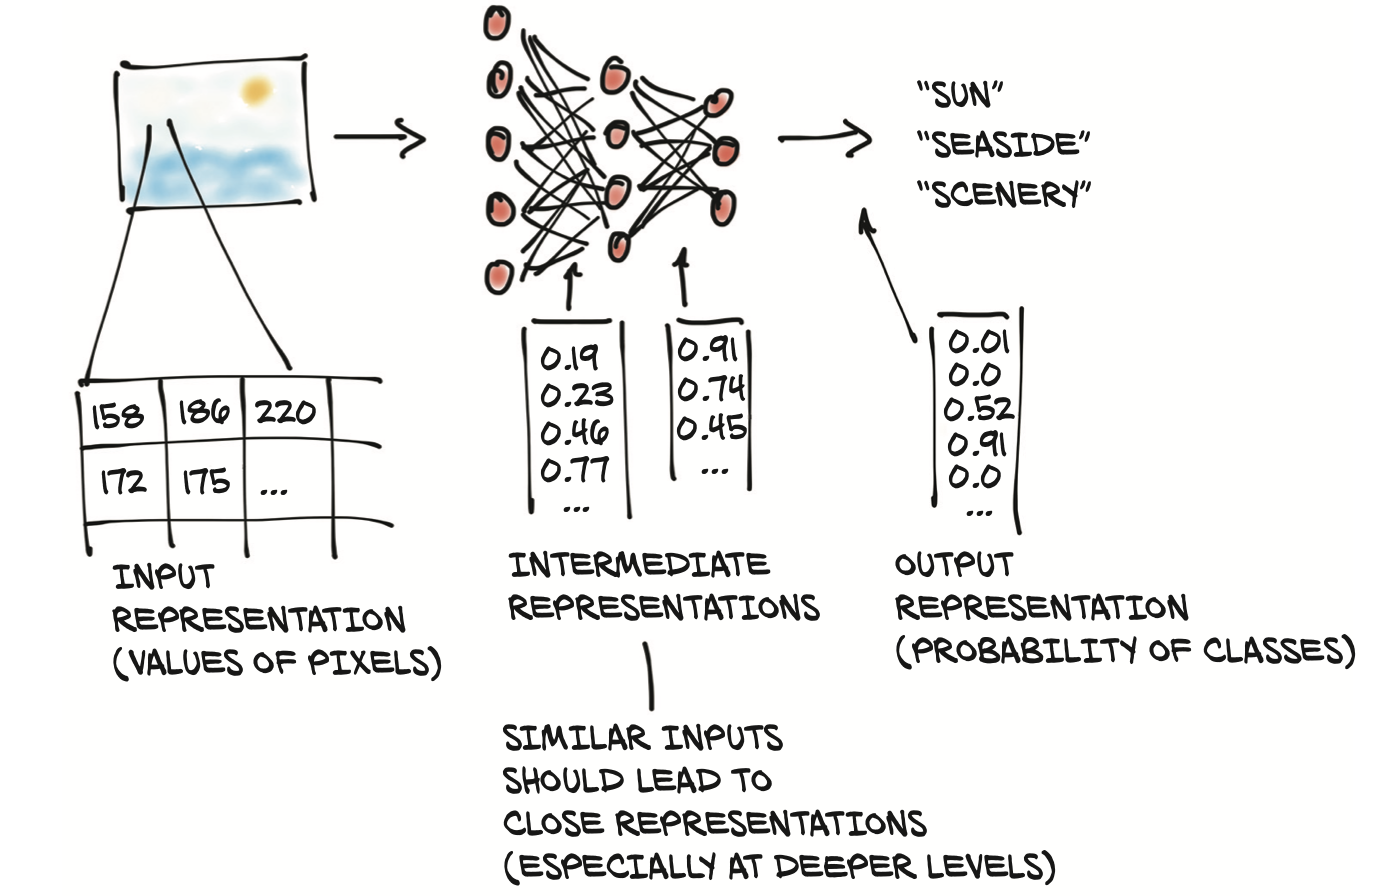 "SUN"
"SEASIDE"
"SCENERY"
158 186 220
172 175 ...
0.19
0.23
0.46
0.77
...
0.91
0.74
0.45
...
0.01
0.0
0.52
0.91
0.0
...
INPUT
REPRESENTATION
(VALUES OF PIXELS)
INTERMEDIATE
REPRESENTATIONS
OUTPUT
REPRESENTATION
(PROBABILITY OF CLASSES)
SIMILAR INPUTS
SHOULD LEAD TO
CLOSE REPRESENTATIONS
(ESPECIALLY AT DEEPER LEVELS)